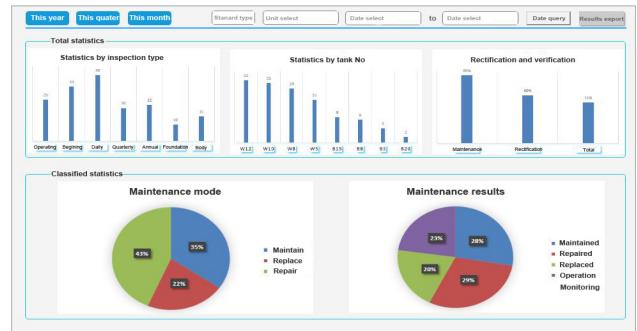 This year This quater This month Stanard type Unit select Date select to Date select Date query Results export
Total statistics
Statistics by inspection type
Operating Begining Daily Quarterly Annual Foundation Body
Statistics by tank No
W12 W10 W8 W5 B15 B8 B3 B20
Rectification and verification
Maintenance Rectification Total
Classified statistics
Maintenance mode
35%
22%
43%
Maintain
Replace
Repair
Maintenance results
28%
29%
20%
23%
Maintained
Repaired
Replaced
Operation
Monitoring